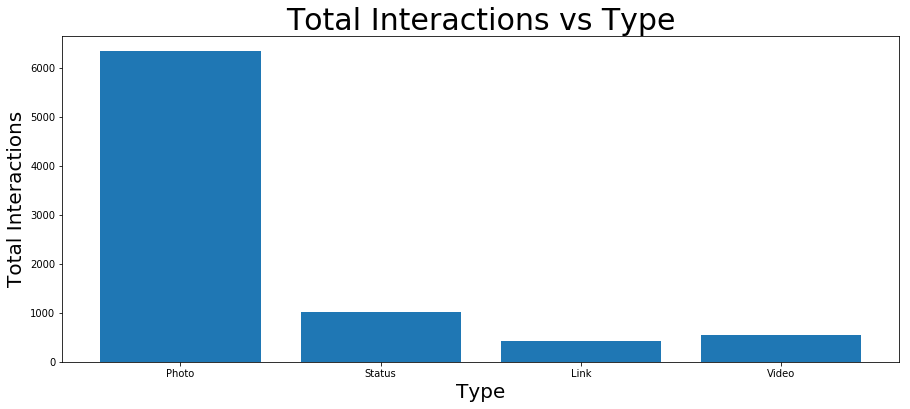 Total Interactions vs Type
Total Interactions
6000
5000
4000
3000
2000
1000
0
Photo Status Link Video
Type